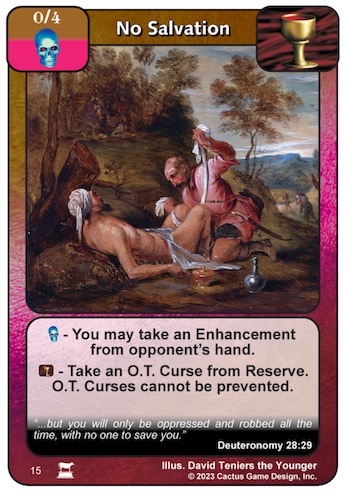 0/4
No Salvation
- You may take an Enhancement
from opponent's hand.
- Take an O.T. Curse from Reserve.
O.T. Curses cannot be prevented.
"...but you will only be oppressed and robbed all the
time, with no one to save you."
Deuteronomy 28:29
15
Illus. David Teniers the Younger
© 2023 Cactus Game Design, Inc.